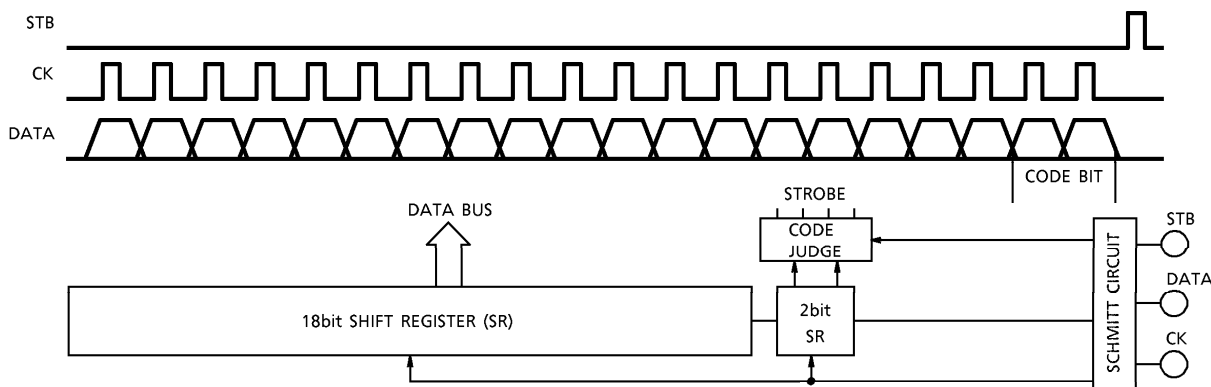 STB
CK
DATA
CODE BIT
DATA BUS
STROBE
CODE
JUDGE
18bit SHIFT REGISTER (SR)
2bit
SR
SCHMITT CIRCUIT
STB
DATA
CK